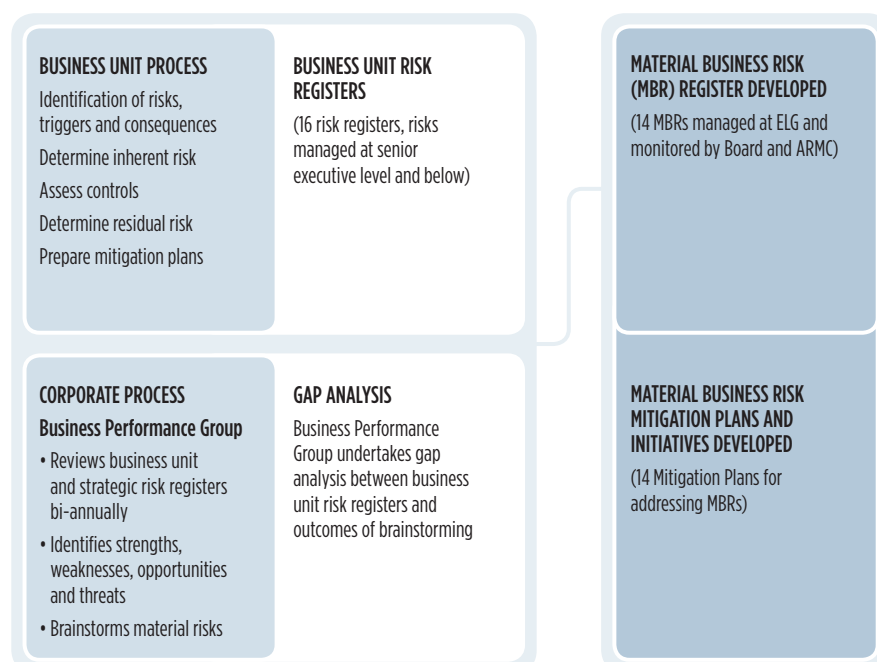 BUSINESS UNIT PROCESS
Identification of risks,
triggers and consequences
Determine inherent risk
Assess controls
Determine residual risk
Prepare mitigation plans
BUSINESS UNIT RISK
REGISTERS
(16 risk registers, risks
managed at senior
executive level and below)
CORPORATE PROCESS
Business Performance Group
• Reviews business unit
and strategic risk registers
bi-annually
• Identifies strengths,
weaknesses, opportunities
and threats
• Brainstorms material risks
GAP ANALYSIS
Business Performance
Group undertakes gap
analysis between business
unit risk registers and
outcomes of brainstorming
MATERIAL BUSINESS RISK
(MBR) REGISTER DEVELOPED
(14 MBRs managed at ELG and
monitored by Board and ARMC)
MATERIAL BUSINESS RISK
MITIGATION PLANS AND
INITIATIVES DEVELOPED
(14 Mitigation Plans for
addressing MBRs)